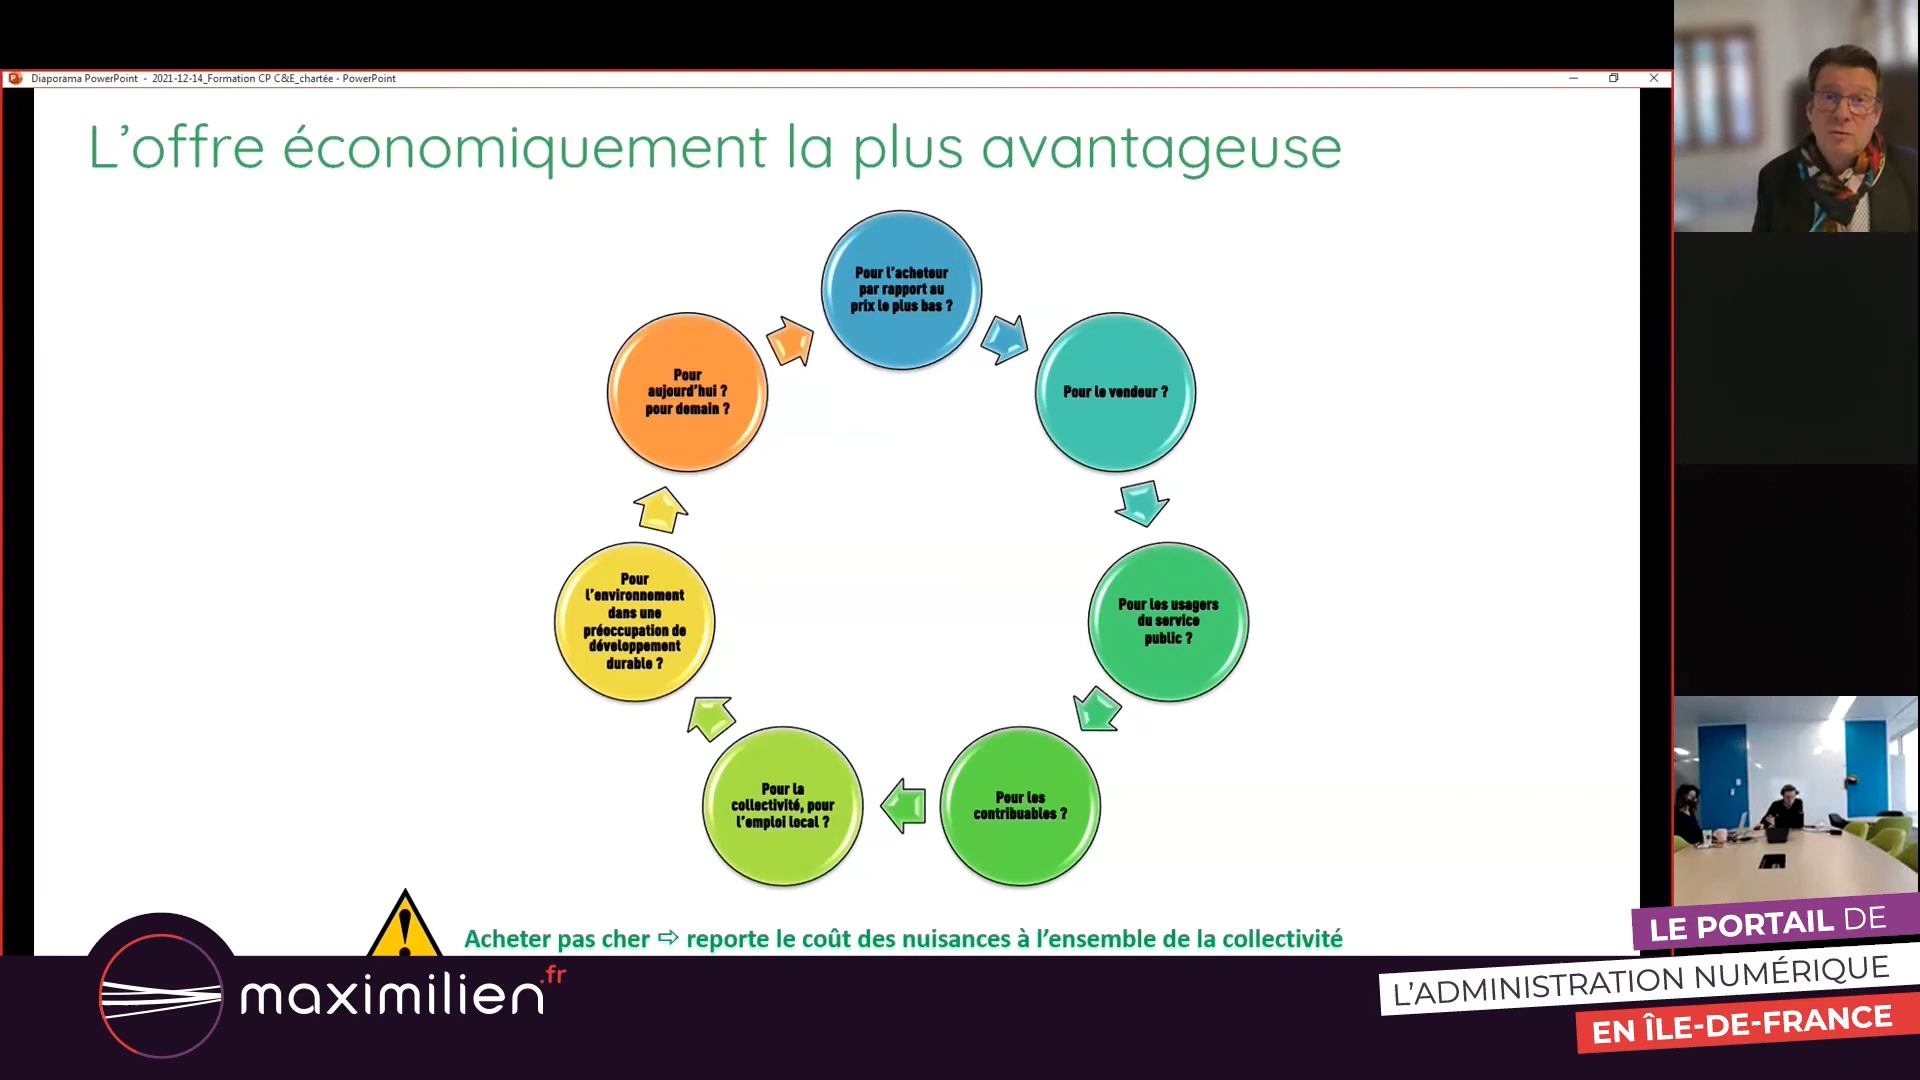 Diaporama PowerPoint - 2021-12-14_Formation CP C&E_chartée - PowerPoint
L'offre économiquement la plus avantageuse
Pour l'acheteur
par rapport au
prix le plus bas ?
Pour le vendeur ?
Pour les usagers
du service
public ?
Pour les
contribuables ?
Pour la
collectivité, pour
l'emploi local ?
Pour
l'environnement
dans une
préoccupation de
développement
durable ?
Pour
aujourd'hui ?
pour demain ?
Acheter pas cher ⇨ reporte le coût des nuisances à l'ensemble de la collectivité
maximilien.fr
LE PORTAIL DE
L'ADMINISTRATION NUMÉRIQUE
EN ÎLE-DE-FRANCE